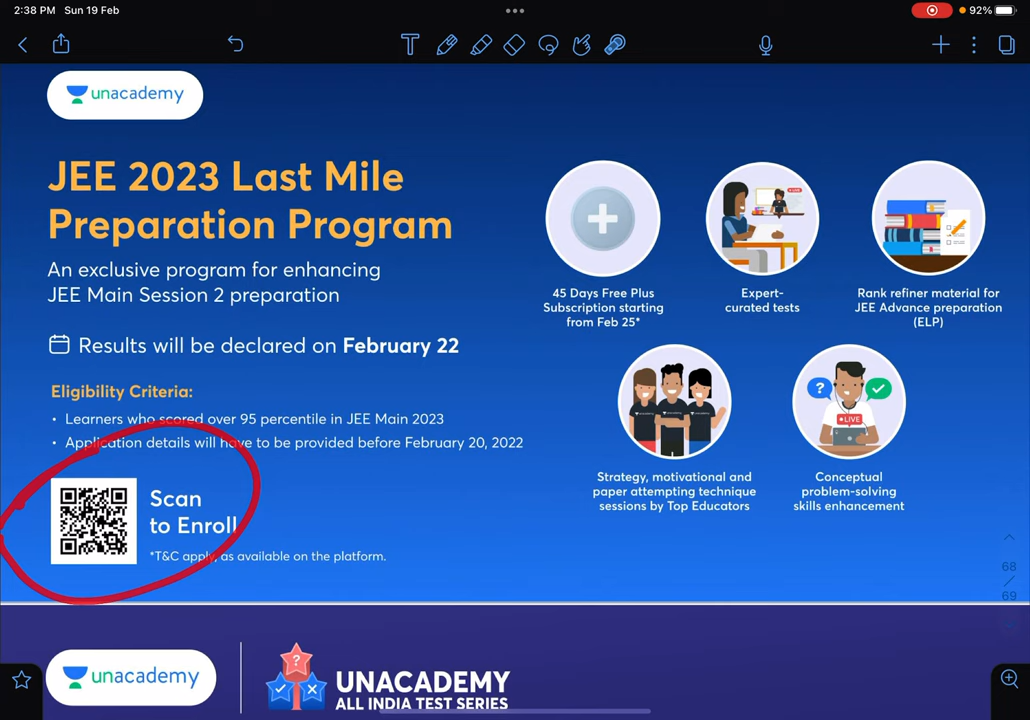 2:38 PM Sun 19 Feb
92%
unacademy
JEE 2023 Last Mile
Preparation Program
An exclusive program for enhancing
JEE Main Session 2 preparation
Results will be declared on February 22
Eligibility Criteria:
• Learners who scored over 95 percentile in JEE Main 2023
• Application details will have to be provided before February 20, 2022
Scan
to Enroll
*T&C apply, as available on the platform.
45 Days Free Plus
Subscription starting
from Feb 25*
LIVE
Expert-
curated tests
Rank refiner material for
JEE Advance preparation
(ELP)
Strategy, motivational and
paper attempting technique
sessions by Top Educators
?
LIVE
Conceptual
problem-solving
skills enhancement
68
/
69
unacademy
?
UNACADEMY
ALL INDIA TEST SERIES